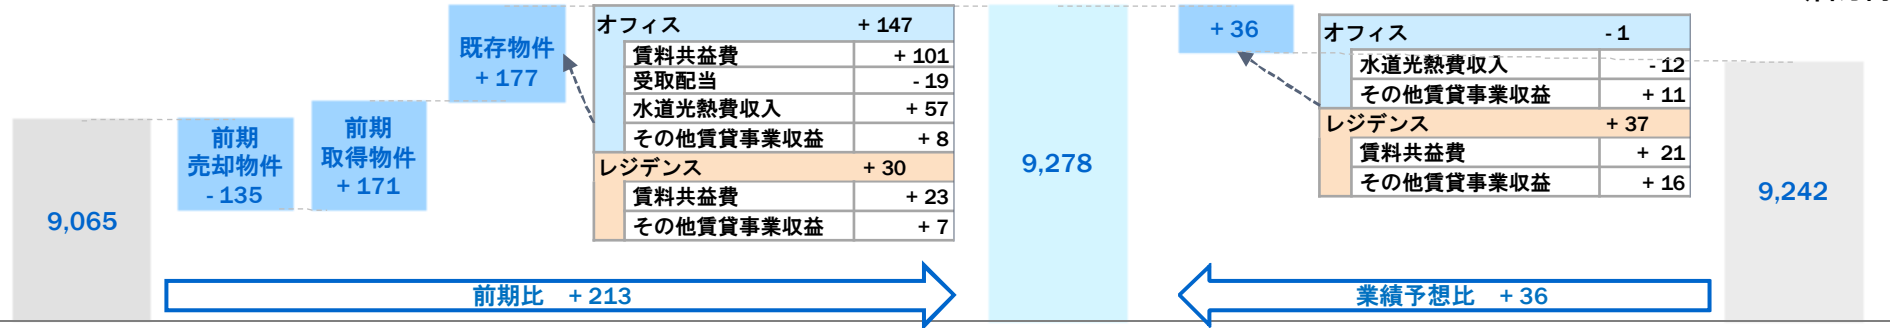 9,065
前期
売却物件
- 135
前期
取得物件
+ 171
既存物件
+ 177
オフィス + 147
賃料共益費 + 101
受取配当 - 19
水道光熱費収入 + 57
その他賃貸事業収益 + 8
レジデンス + 30
賃料共益費 + 23
その他賃貸事業収益 + 7
前期比 + 213
9,278
+ 36
オフィス - 1
水道光熱費収入 - 12
その他賃貸事業収益 + 11
レジデンス + 37
賃料共益費 + 21
その他賃貸事業収益 + 16
業績予想比 + 36
9,242